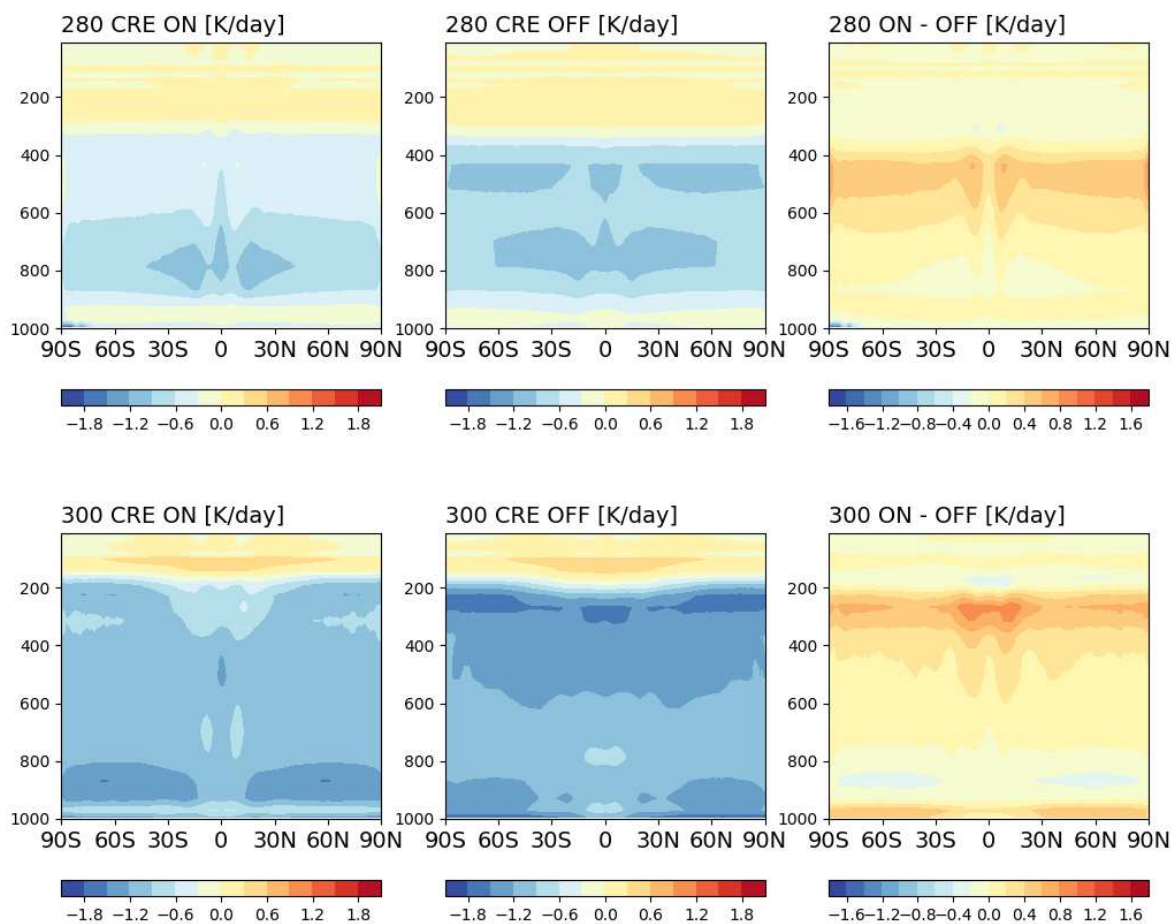 280 CRE ON [K/day]
280 CRE OFF [K/day]
280 ON - OFF [K/day]
200
400
600
800
1000
90S 60S 30S 0 30N 60N 90N
200
400
600
800
1000
90S 60S 30S 0 30N 60N 90N
200
400
600
800
1000
90S 60S 30S 0 30N 60N 90N
−1.8 −1.2 −0.6 0.0 0.6 1.2 1.8
−1.8 −1.2 −0.6 0.0 0.6 1.2 1.8
−1.6 −1.2 −0.8 −0.4 0.0 0.4 0.8 1.2 1.6
300 CRE ON [K/day]
300 CRE OFF [K/day]
300 ON - OFF [K/day]
200
400
600
800
1000
90S 60S 30S 0 30N 60N 90N
200
400
600
800
1000
90S 60S 30S 0 30N 60N 90N
200
400
600
800
1000
90S 60S 30S 0 30N 60N 90N
−1.8 −1.2 −0.6 0.0 0.6 1.2 1.8
−1.8 −1.2 −0.6 0.0 0.6 1.2 1.8
−1.6 −1.2 −0.8 −0.4 0.0 0.4 0.8 1.2 1.6